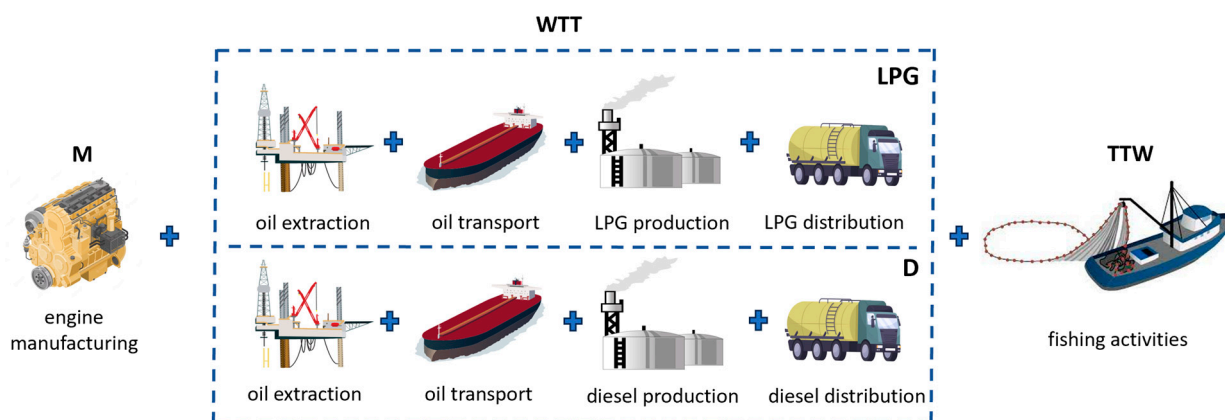 WTT
LPG
M
TTW
oil extraction
oil transport
LPG production
LPG distribution
D
engine
manufacturing
fishing activities
oil extraction
oil transport
diesel production
diesel distribution